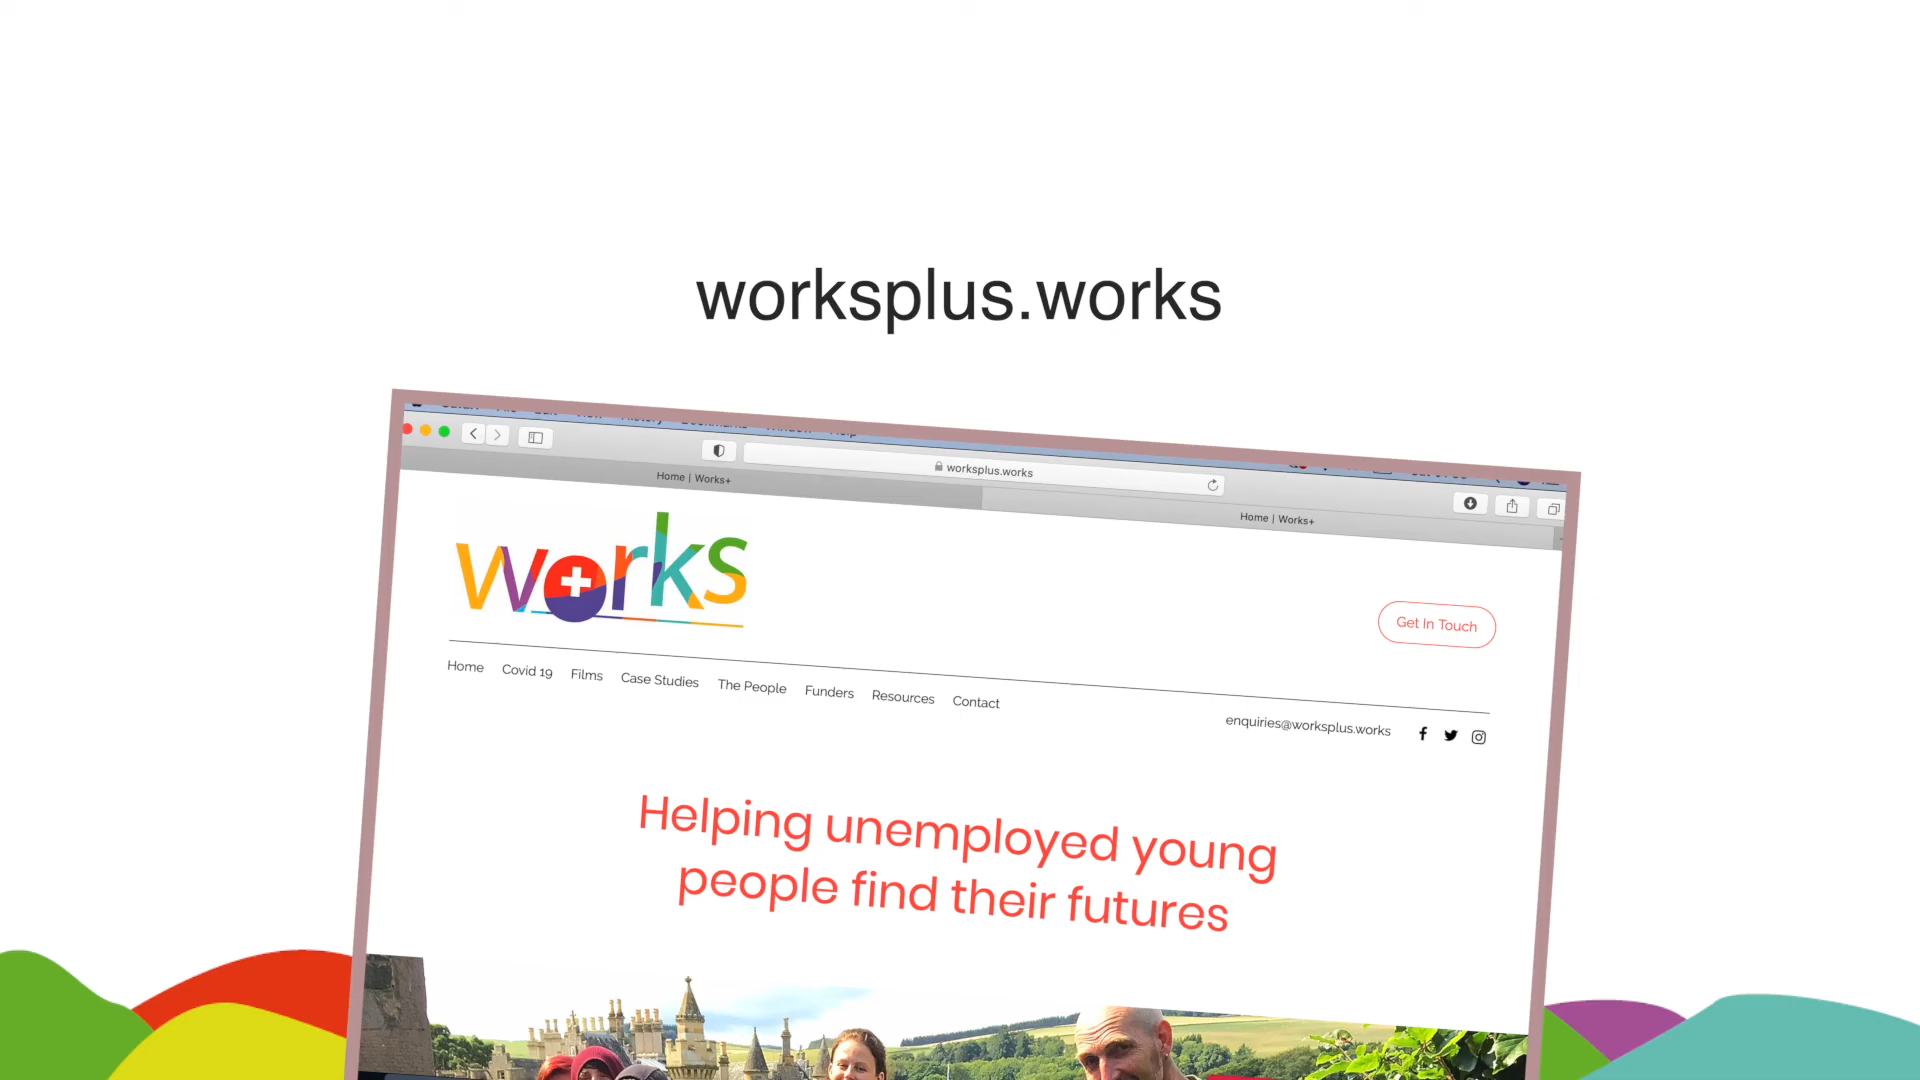 worksplus.works
worksplus.works
Home | Works+
Home | Works+
works
Get In Touch
Home Covid 19 Films Case Studies The People Funders Resources Contact
enquiries@worksplus.works
Helping unemployed young
people find their futures